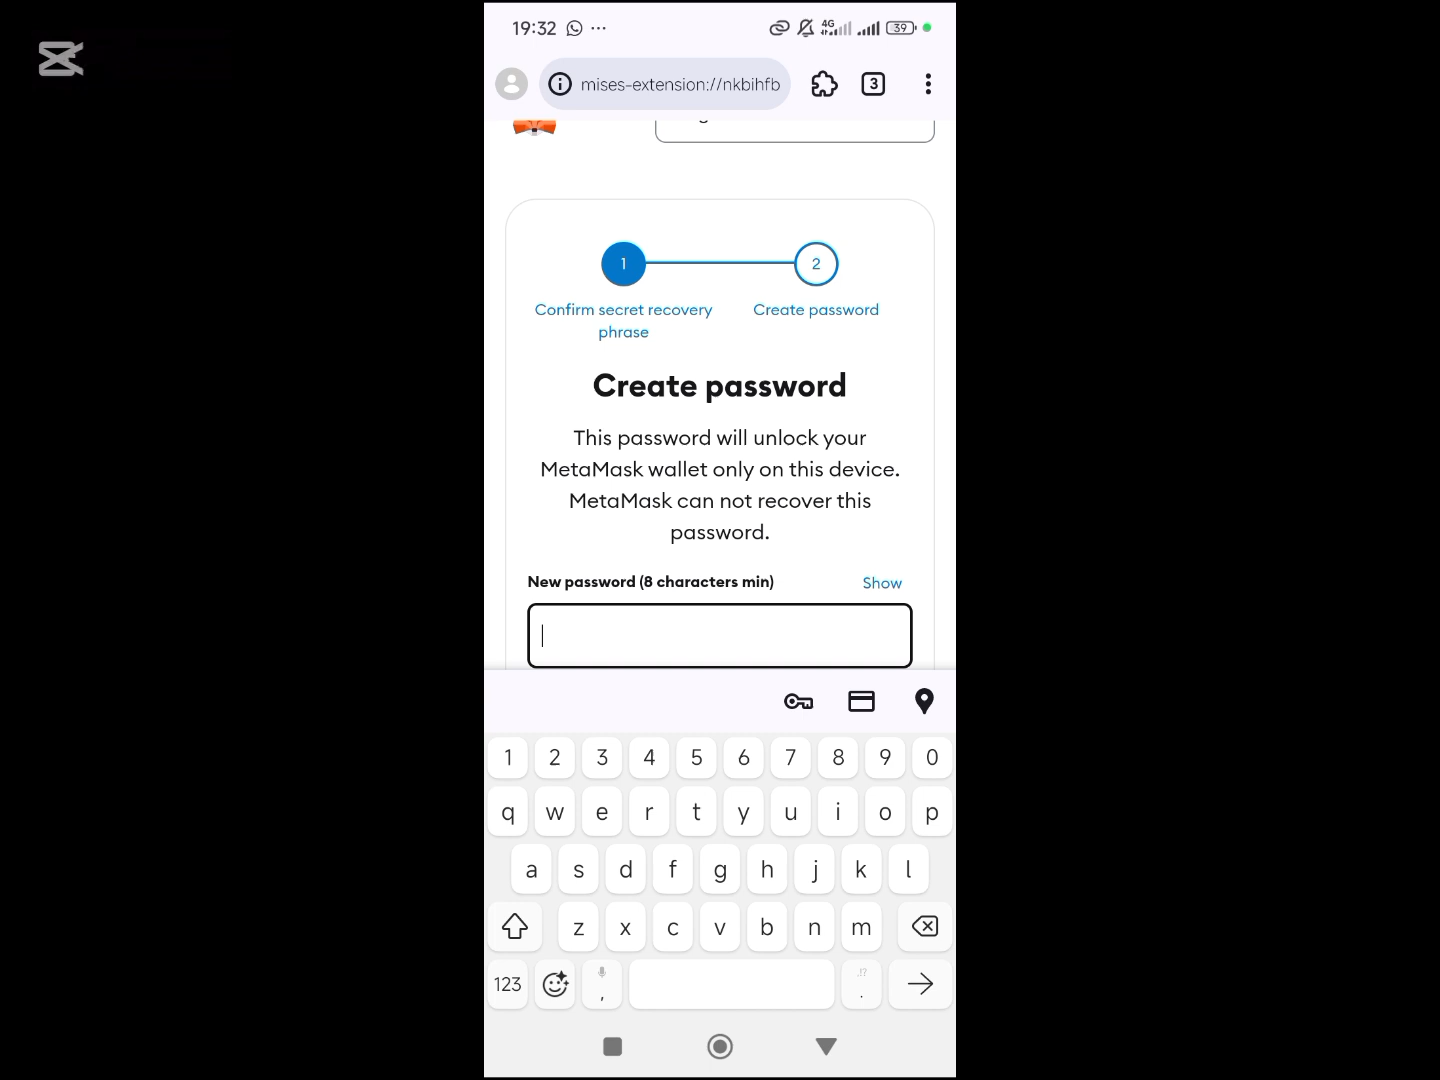 19:32
4G
39
mises-extension://nkbihfb
3
1
2
Confirm secret recovery
phrase
Create password
Create password
This password will unlock your
MetaMask wallet only on this device.
MetaMask can not recover this
password.
New password (8 characters min)
Show
1 2 3 4 5 6 7 8 9 0
q w e r t y u i o p
a s d f g h j k l
z x c v b n m
123 , !? .